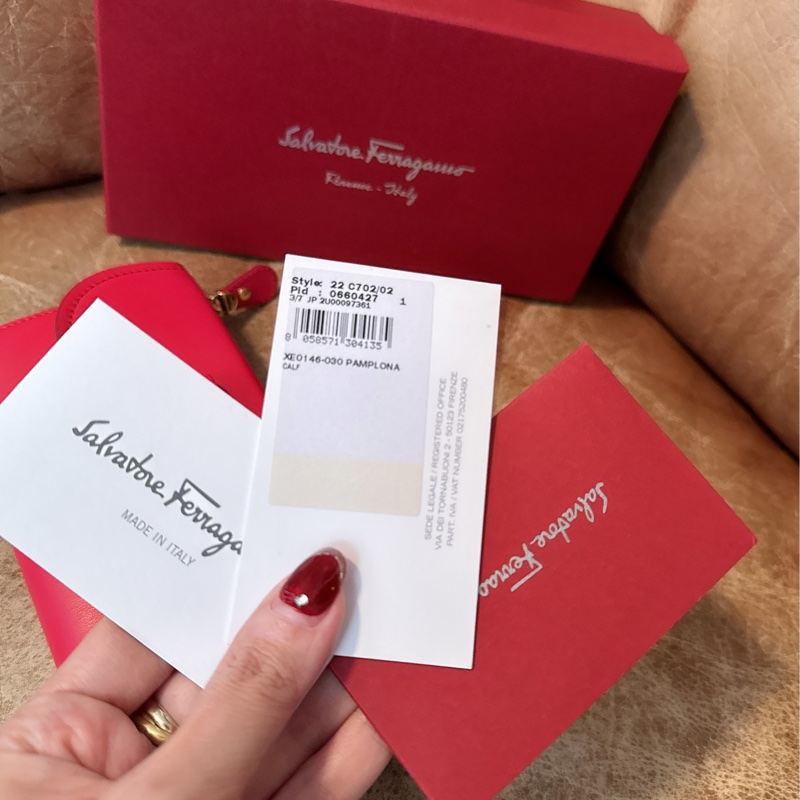 Salvatore Ferragamo
Firenze - Italy
Style: 22 C702/02
Pid : 0660427 1
3/7 JP 2U00097361
8 058571 304135
XE0146-030 PAMPLONA
CALF
SEDE LEGALE / REGISTERED OFFICE
VIA DEI TORNABUONI 2 - 50123 FIRENZE
PART. IVA / VAT NUMBER 02175200480
Salvatore Ferraga
MADE IN ITALY
Salvatore Ferrag